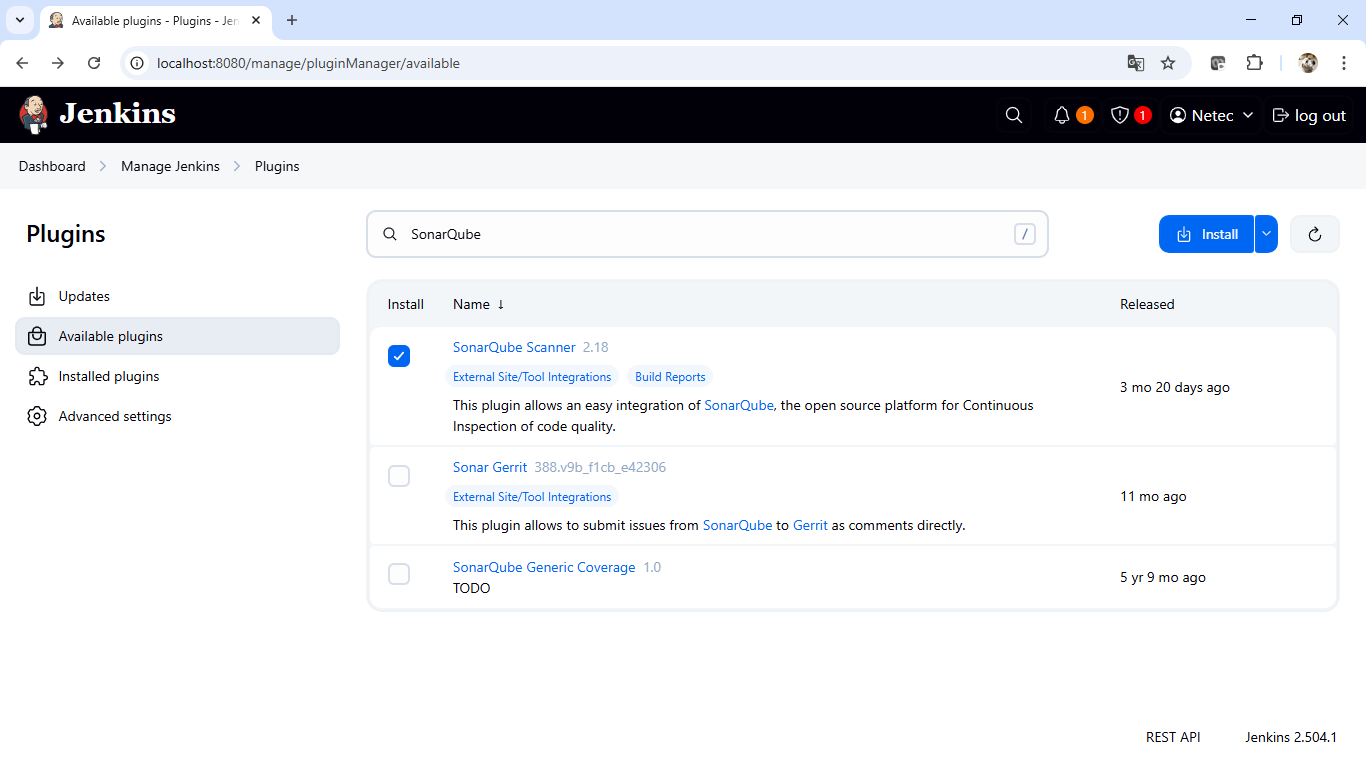 Available plugins - Plugins - Jen
localhost:8080/manage/pluginManager/available
Jenkins
1
1
Netec
log out
Dashboard
Manage Jenkins
Plugins
Plugins
SonarQube
/
Install
Updates
Available plugins
Installed plugins
Advanced settings
Install
Name ↓
Released
SonarQube Scanner 2.18
External Site/Tool Integrations
Build Reports
This plugin allows an easy integration of SonarQube, the open source platform for Continuous
Inspection of code quality.
3 mo 20 days ago
Sonar Gerrit 388.v9b_f1cb_e42306
External Site/Tool Integrations
This plugin allows to submit issues from SonarQube to Gerrit as comments directly.
11 mo ago
SonarQube Generic Coverage 1.0
TODO
5 yr 9 mo ago
REST API
Jenkins 2.504.1